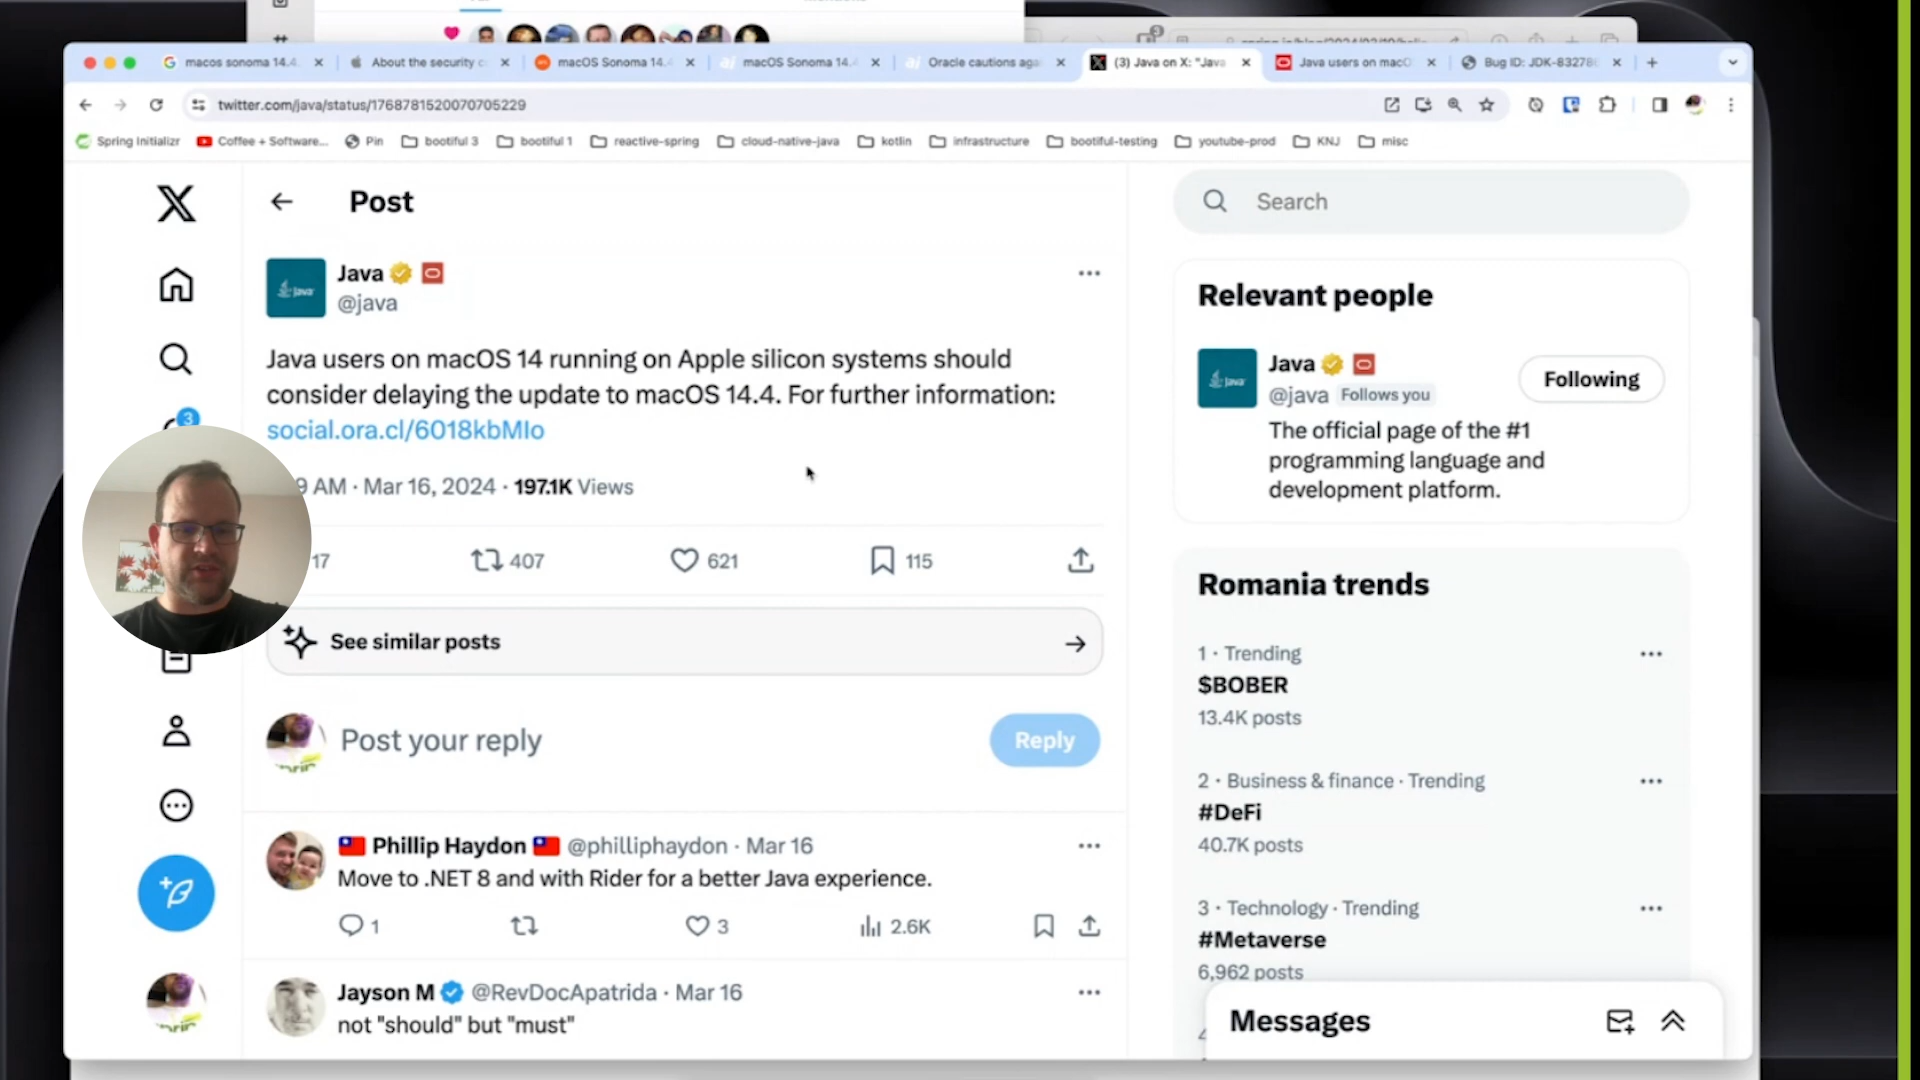 macos sonoma 14.4.
About the security c
macOS Sonoma 14.4
macOS Sonoma 14.4
Oracle cautions aga
(3) Java on X: "Java
Java users on macO
Bug ID: JDK-83278
twitter.com/java/status/1768781520070705229
Spring Initializr
Coffee + Software...
Pin
bootiful 3
bootiful 1
reactive-spring
cloud-native-java
kotlin
infrastructure
bootiful-testing
youtube-prod
KNJ
misc
Post
Search
Java
@java
Java users on macOS 14 running on Apple silicon systems should
consider delaying the update to macOS 14.4. For further information:
social.ora.cl/6018kbMIo
9 AM · Mar 16, 2024 · 197.1K Views
17
407
621
115
See similar posts
Post your reply
Reply
Phillip Haydon @philliphaydon · Mar 16
Move to .NET 8 and with Rider for a better Java experience.
1
3
2.6K
Jayson M @RevDocApatrida · Mar 16
not "should" but "must"
3
Relevant people
Java
@java Follows you
Following
The official page of the #1
programming language and
development platform.
Romania trends
1 · Trending
$BOBER
13.4K posts
2 · Business & finance · Trending
#DeFi
40.7K posts
3 · Technology · Trending
#Metaverse
6,962 posts
Messages